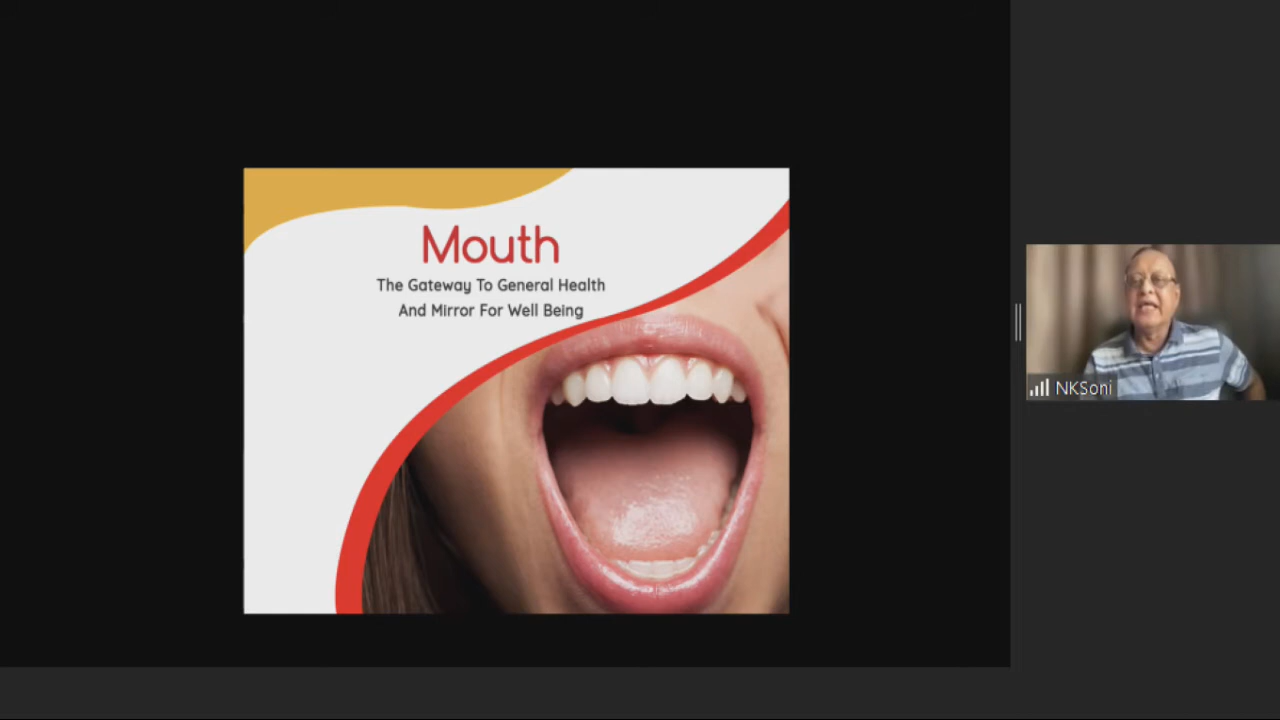 Mouth
The Gateway To General Health
And Mirror For Well Being
NKSoni